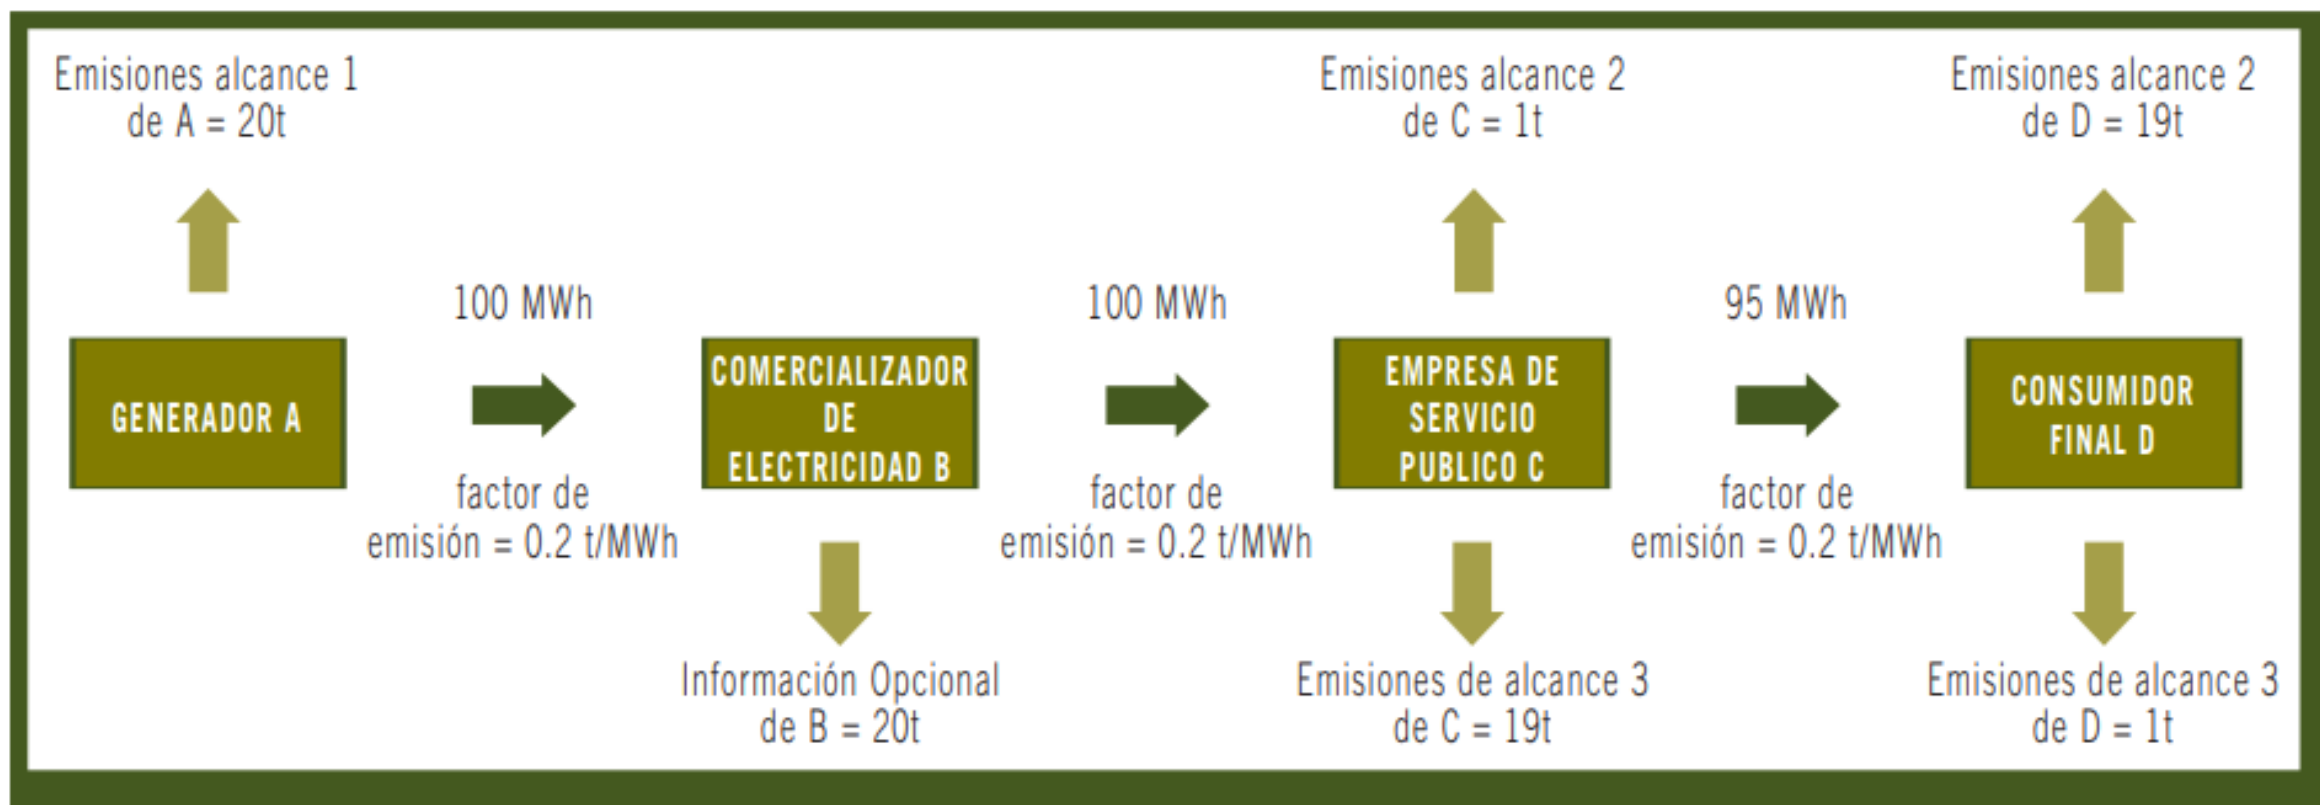 Emisiones alcance 1
de A = 20t
Emisiones alcance 2
de C = 1t
Emisiones alcance 2
de D = 19t
100 MWh
100 MWh
95 MWh
GENERADOR A
COMERCIALIZADOR
DE
ELECTRICIDAD B
EMPRESA DE
SERVICIO
PUBLICO C
CONSUMIDOR
FINAL D
factor de
emisión = 0.2 t/MWh
factor de
emisión = 0.2 t/MWh
factor de
emisión = 0.2 t/MWh
Información Opcional
de B = 20t
Emisiones de alcance 3
de C = 19t
Emisiones de alcance 3
de D = 1t